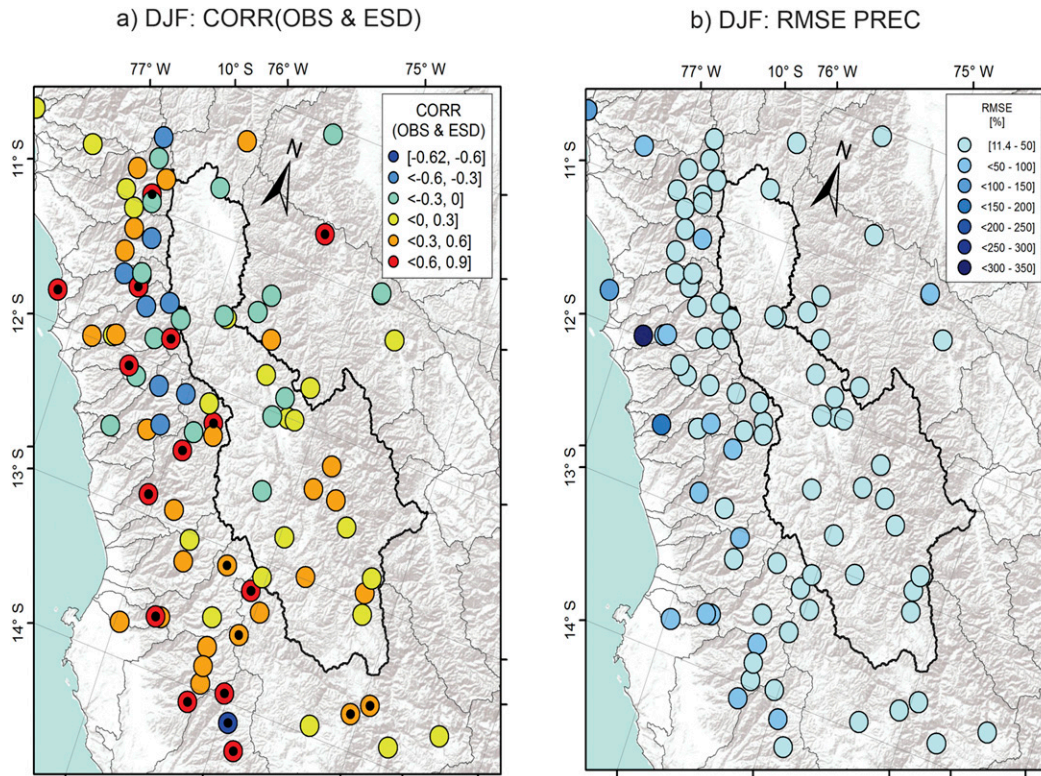 a) DJF: CORR(OBS & ESD)
77° W
10° S
76° W
75° W
11° S
12° S
13° S
14° S
N
CORR
(OBS & ESD)
[-0.62, -0.6]
<-0.6, -0.3]
<-0.3, 0]
<0, 0.3]
<0.3, 0.6]
<0.6, 0.9]
b) DJF: RMSE PREC
77° W
10° S
76° W
75° W
11° S
12° S
13° S
14° S
N
RMSE
[%]
[11.4 - 50]
<50 - 100]
<100 - 150]
<150 - 200]
<200 - 250]
<250 - 300]
<300 - 350]